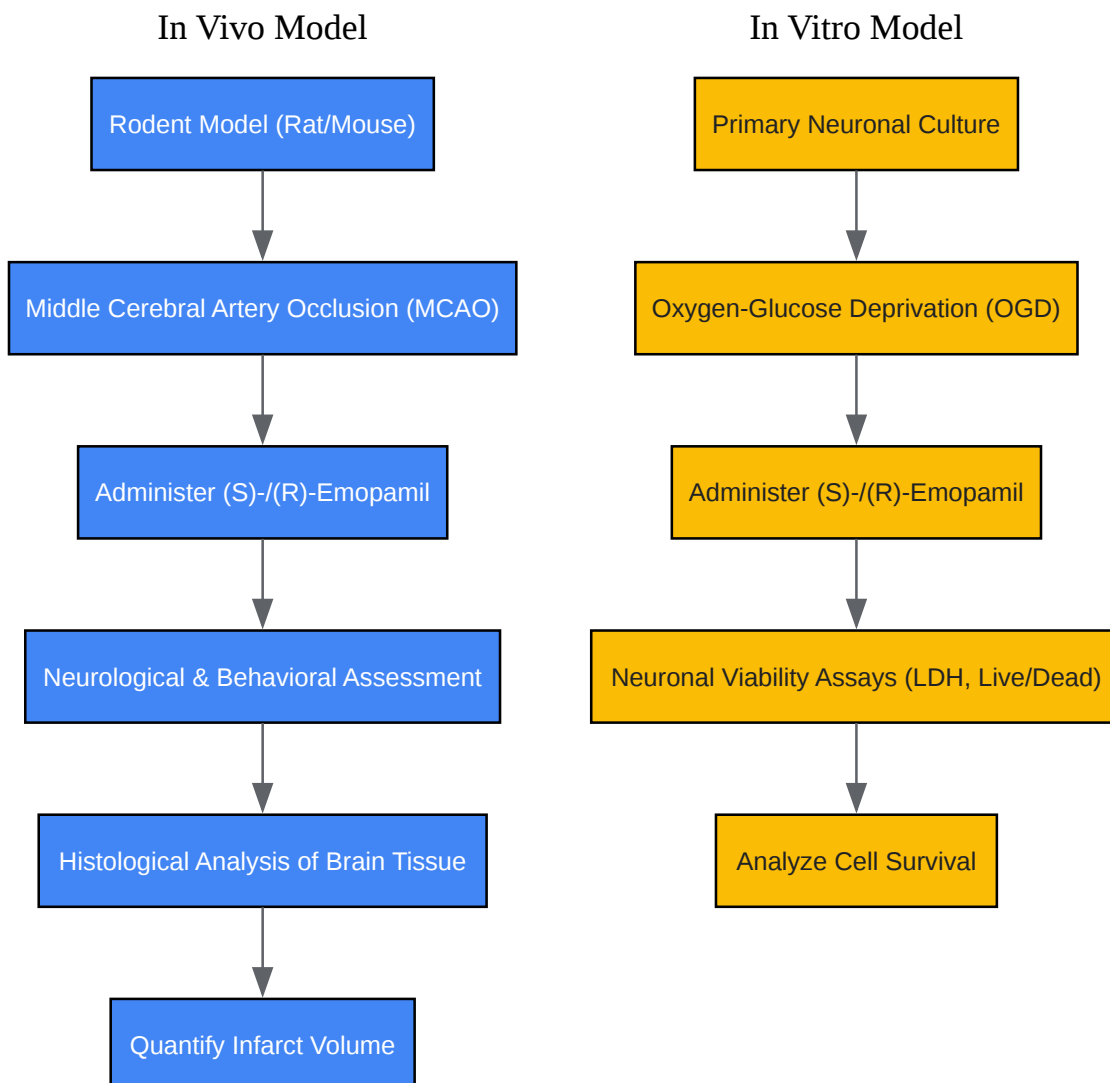 In Vivo Model
Rodent Model (Rat/Mouse)
Middle Cerebral Artery Occlusion (MCAO)
Administer (S)-/(R)-Emopamil
Neurological & Behavioral Assessment
Histological Analysis of Brain Tissue
Quantify Infarct Volume
In Vitro Model
Primary Neuronal Culture
Oxygen-Glucose Deprivation (OGD)
Administer (S)-/(R)-Emopamil
Neuronal Viability Assays (LDH, Live/Dead)
Analyze Cell Survival